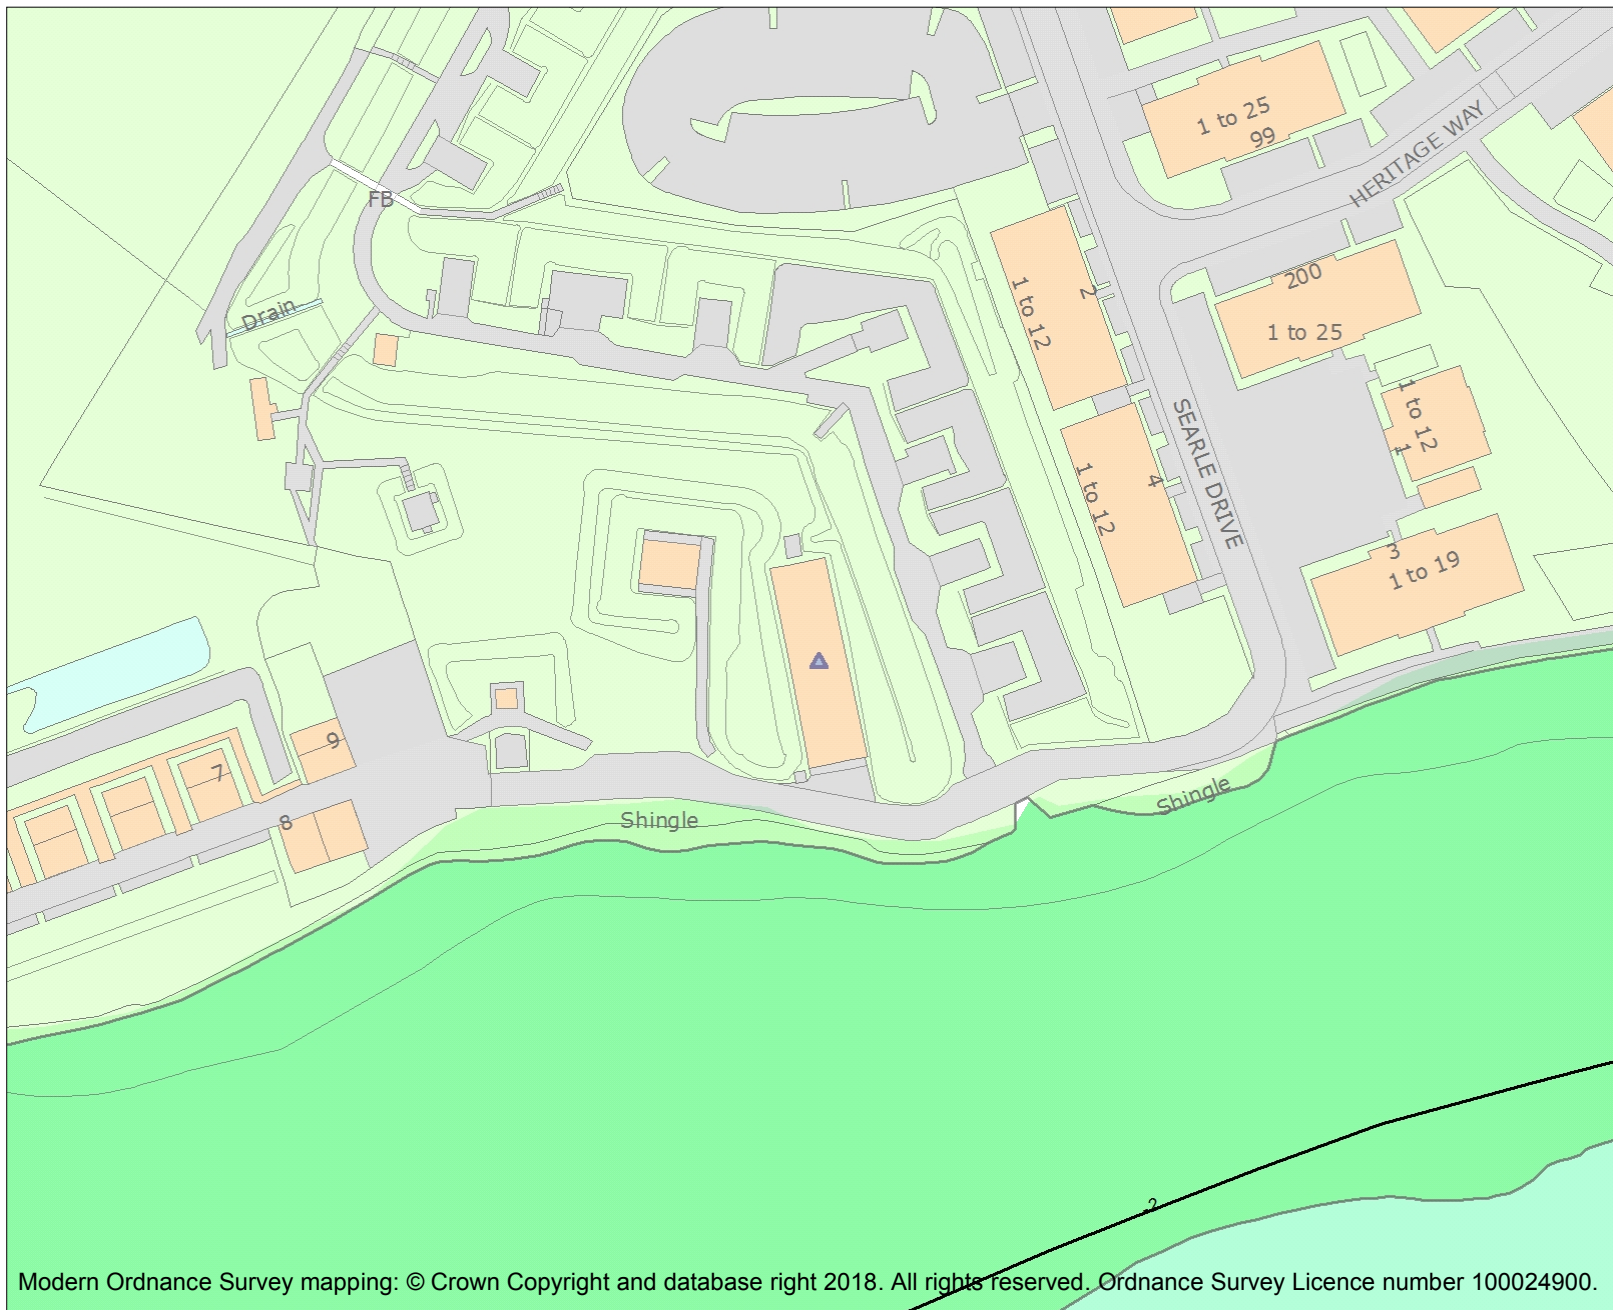 1 to 25
99
HERITAGE WAY
FB
200
1 to 25
2
1 to 12
Drain
1 to 12
1
SEARLE DRIVE
4
1 to 12
3
1 to 19
9
7
8
Shingle
Shingle
-2
Modern Ordnance Survey mapping: © Crown Copyright and database right 2018. All rights reserved. Ordnance Survey Licence number 100024900.